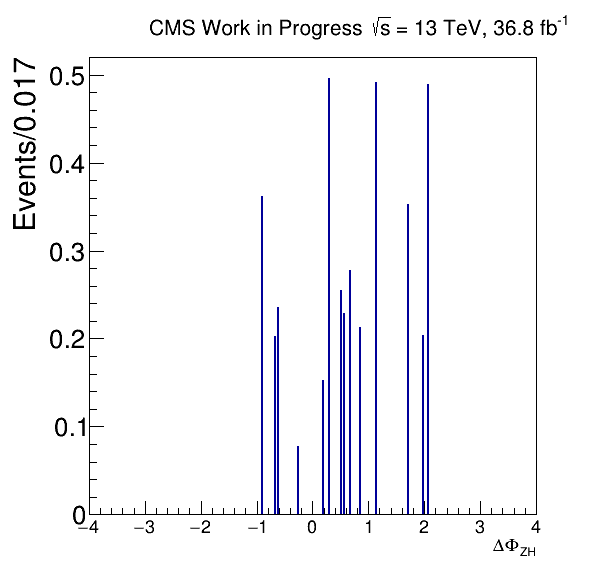 CMS Work in Progress √s = 13 TeV, 36.8 fb⁻¹
Events/0.017
0.5
0.4
0.3
0.2
0.1
0
−4 −3 −2 −1 0 1 2 3 4
ΔΦ_ZH